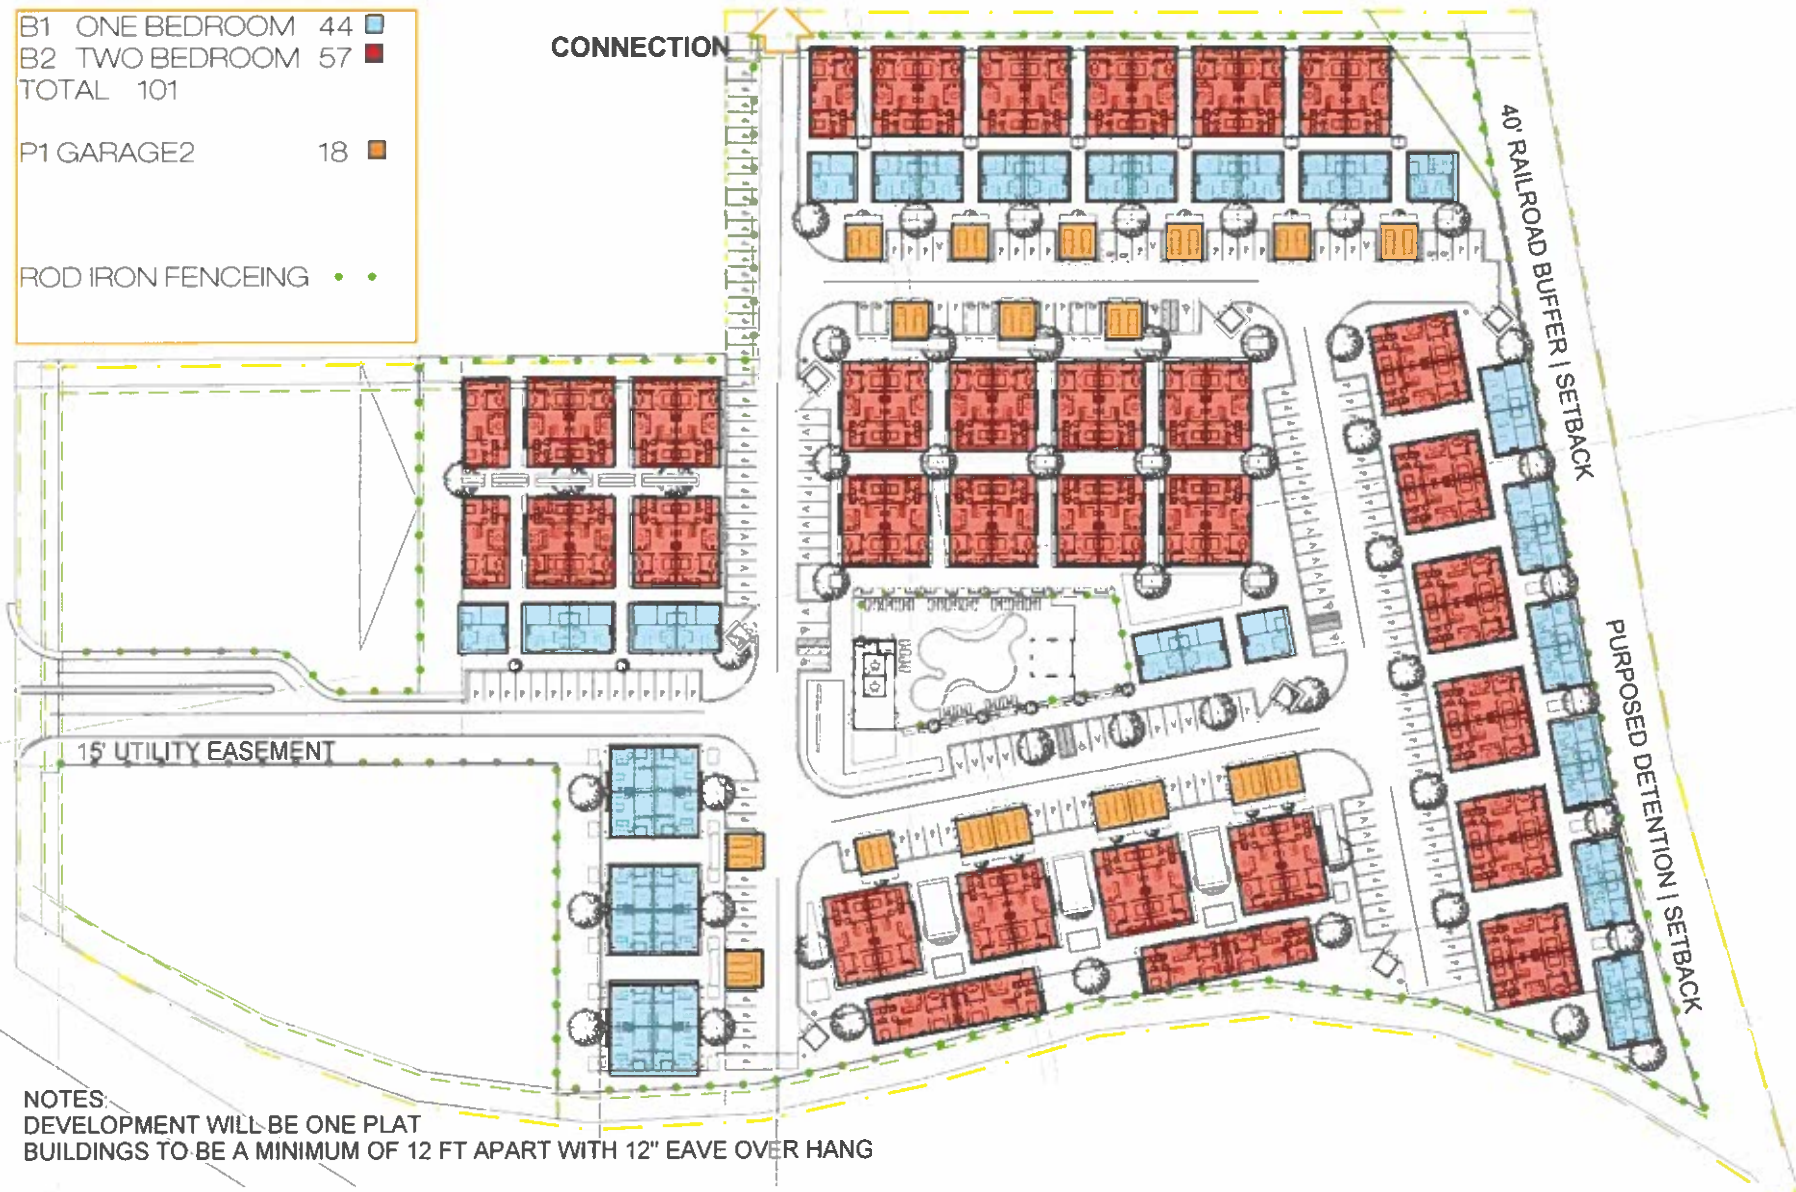 B1 ONE BEDROOM 44
B2 TWO BEDROOM 57
TOTAL 101
P1 GARAGE2 18
ROD IRON FENCEING
CONNECTION
40' RAILROAD BUFFER | SETBACK
PURPOSED DETENTION | SETBACK
15' UTILITY EASEMENT
NOTES:
DEVELOPMENT WILL BE ONE PLAT
BUILDINGS TO BE A MINIMUM OF 12 FT APART WITH 12" EAVE OVER HANG